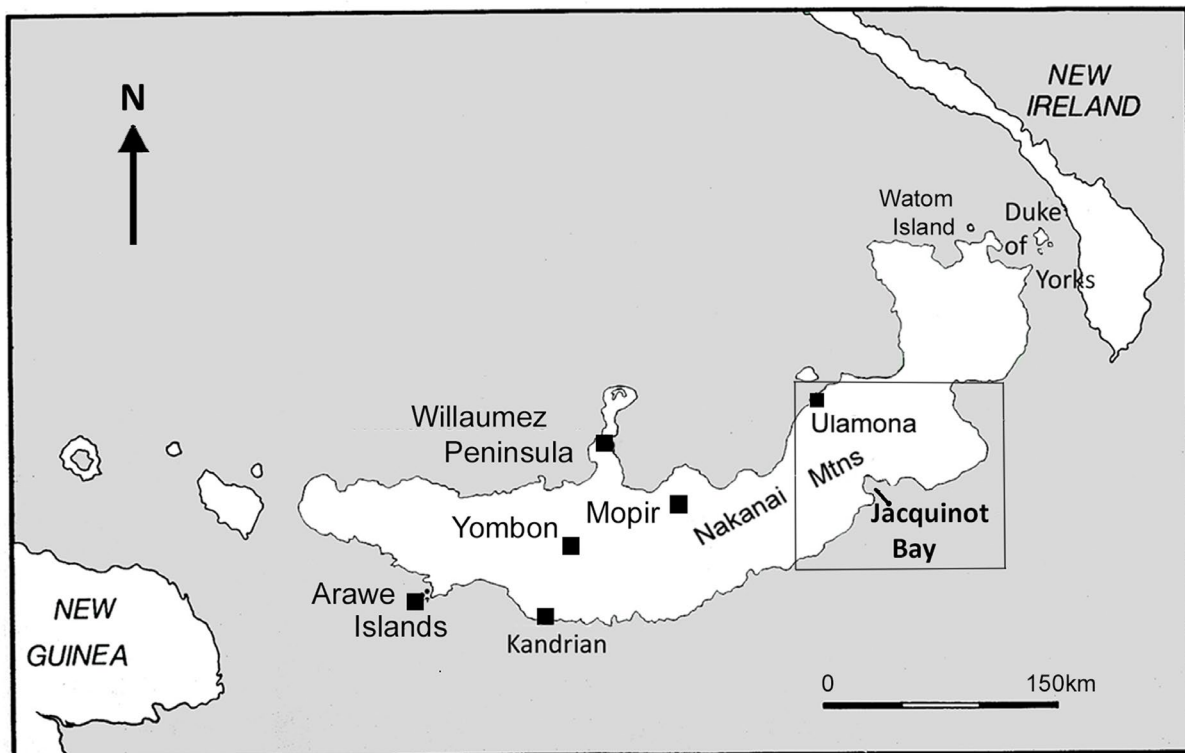 N
NEW
IRELAND
Watom
Island
Duke
of
Yorks
Willaumez
Peninsula
Ulamona
Mopir
Nakanai Mtns
Yombon
Jacquinot
Bay
Arawe
Islands
Kandrian
NEW
GUINEA
0 150km